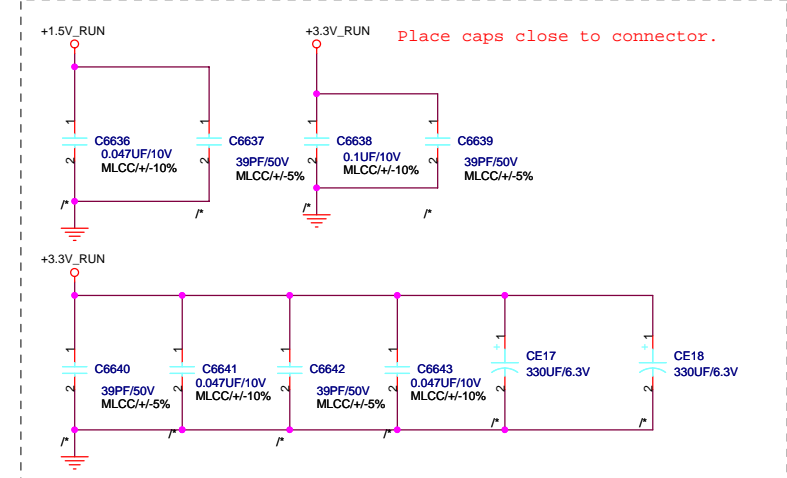 +1.5V_RUN
+3.3V_RUN
Place caps close to connector.
1
1
1
1
C6636
0.047UF/10V
MLCC/+/-10%
C6637
39PF/50V
MLCC/+/-5%
C6638
0.1UF/10V
MLCC/+/-10%
C6639
39PF/50V
MLCC/+/-5%
2
2
2
2
/*
/*
/*
/*
+3.3V_RUN
1
1
1
1
1
1
+
+
C6640
39PF/50V
MLCC/+/-5%
C6641
0.047UF/10V
MLCC/+/-10%
C6642
39PF/50V
MLCC/+/-5%
C6643
0.047UF/10V
MLCC/+/-10%
CE17
330UF/6.3V
CE18
330UF/6.3V
2
2
2
2
2
2
/*
/*
/*
/*
/*
/*